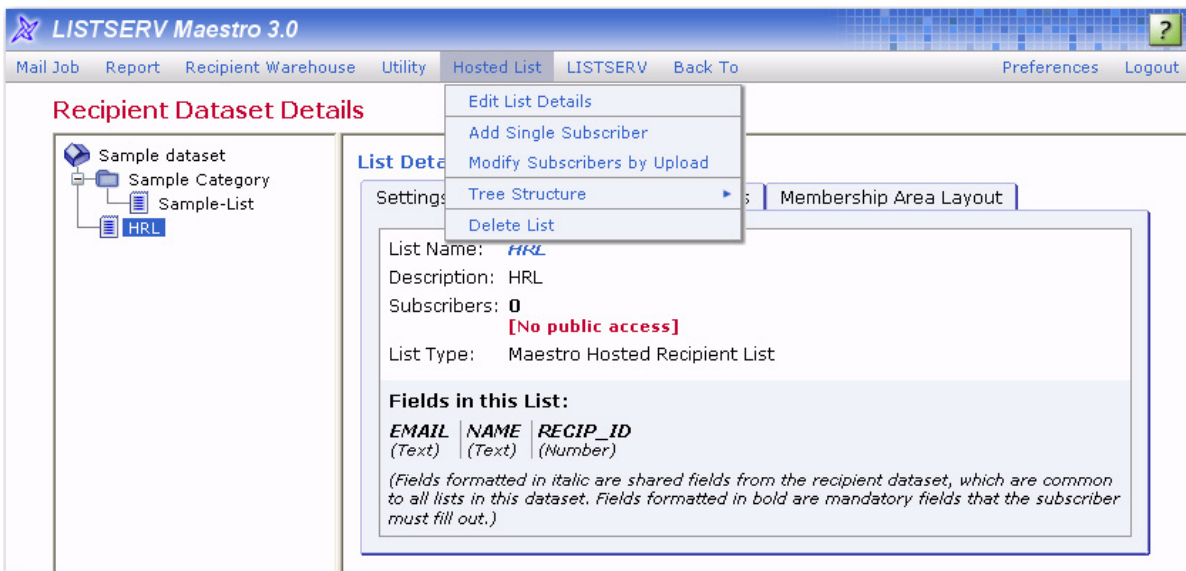 LISTSERV Maestro 3.0
?
Mail Job Report Recipient Warehouse Utility Hosted List LISTSERV Back To Preferences Logout
Recipient Dataset Details
Edit List Details
Add Single Subscriber
Modify Subscribers by Upload
Tree Structure
Delete List
Sample dataset
Sample Category
Sample-List
HRL
List Deta
Settings Membership Area Layout
List Name: HRL
Description: HRL
Subscribers: 0
[No public access]
List Type: Maestro Hosted Recipient List
Fields in this List:
EMAIL NAME RECIP_ID
(Text) (Text) (Number)
(Fields formatted in italic are shared fields from the recipient dataset, which are common
to all lists in this dataset. Fields formatted in bold are mandatory fields that the subscriber
must fill out.)